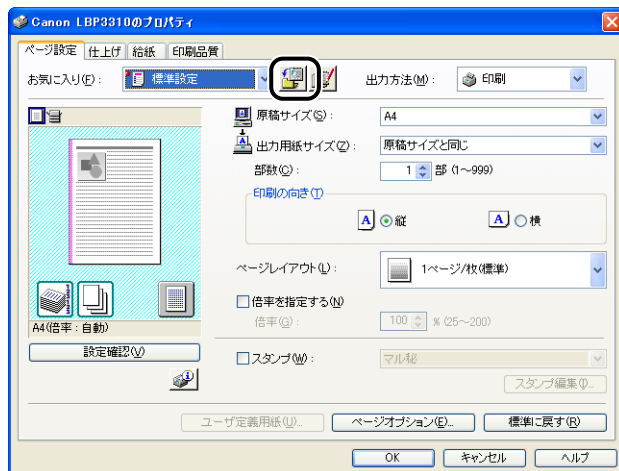 Canon LBP3310のプロパティ
ページ設定 仕上げ 給紙 印刷品質
お気に入り(F): 標準設定 出力方法(M): 印刷
原稿サイズ(S): A4
出力用紙サイズ(Z): 原稿サイズと同じ
部数(C): 1 部 (1～999)
印刷の向き(T)
A 縦 A 横
ページレイアウト(L): 1ページ/枚(標準)
倍率を指定する(N)
A4(倍率:自動) 倍率(G): 100 % (25～200)
設定確認(V) スタンプ(W): マル秘
スタンプ編集(I)...
ユーザ定義用紙(U)... ページオプション(E)... 標準に戻す(R)
OK キャンセル ヘルプ